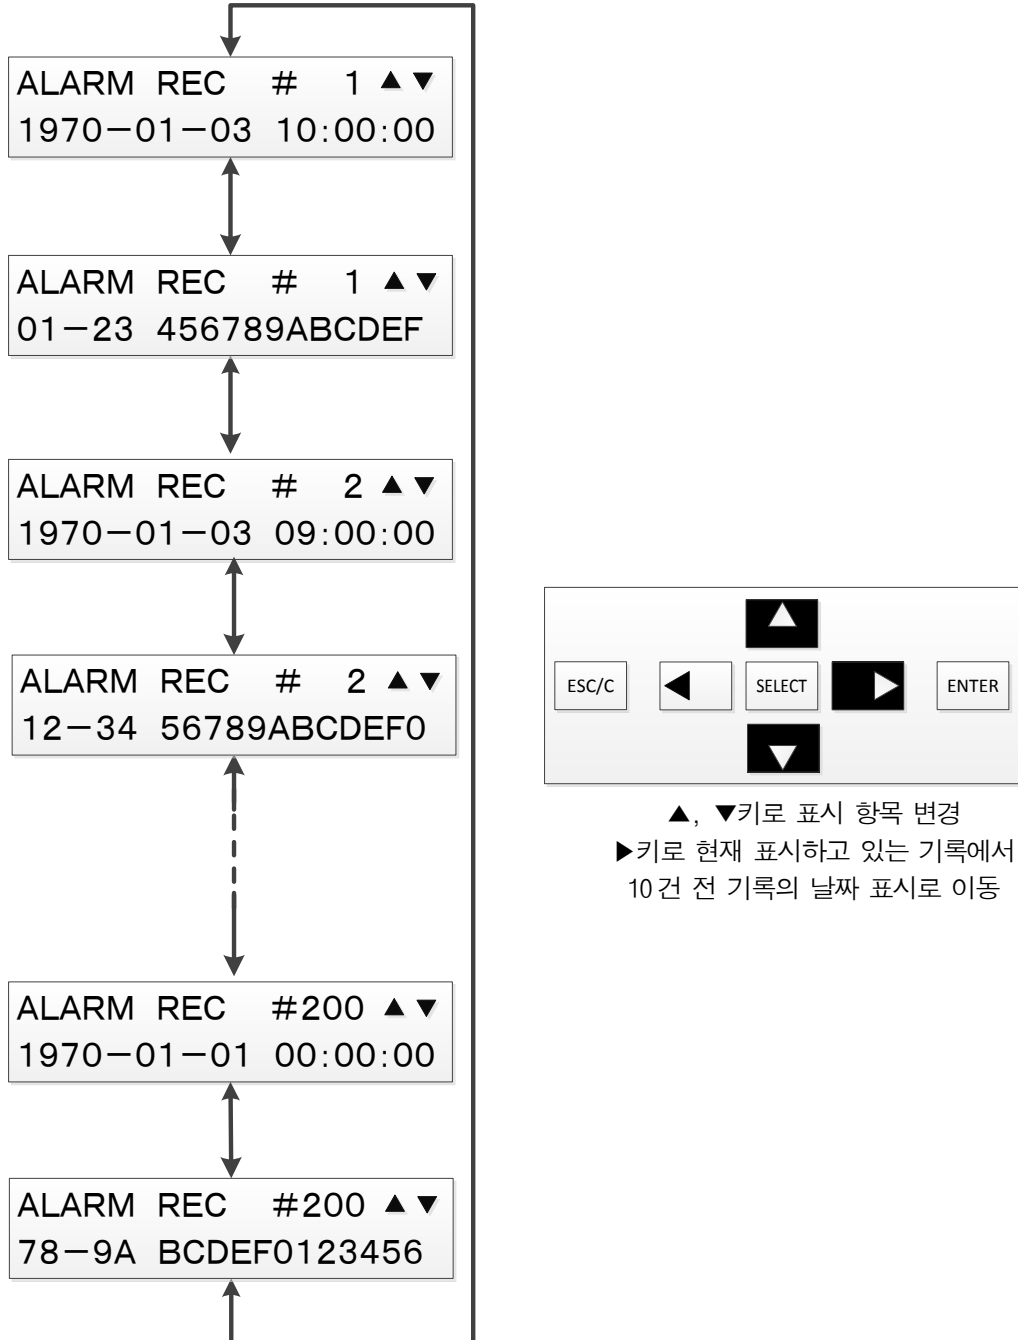 ALARM REC # 1 ▲ ▼
1970-01-03 10:00:00
ALARM REC # 1 ▲ ▼
01-23 456789ABCDEF
ALARM REC # 2 ▲ ▼
1970-01-03 09:00:00
ALARM REC # 2 ▲ ▼
12-34 56789ABCDEF0
ALARM REC #200 ▲ ▼
1970-01-01 00:00:00
ALARM REC #200 ▲ ▼
78-9A BCDEF0123456
ESC/C ◀ SELECT ▶ ENTER
▲, ▼키로 표시 항목 변경
▶키로 현재 표시하고 있는 기록에서
10건 전 기록의 날짜 표시로 이동